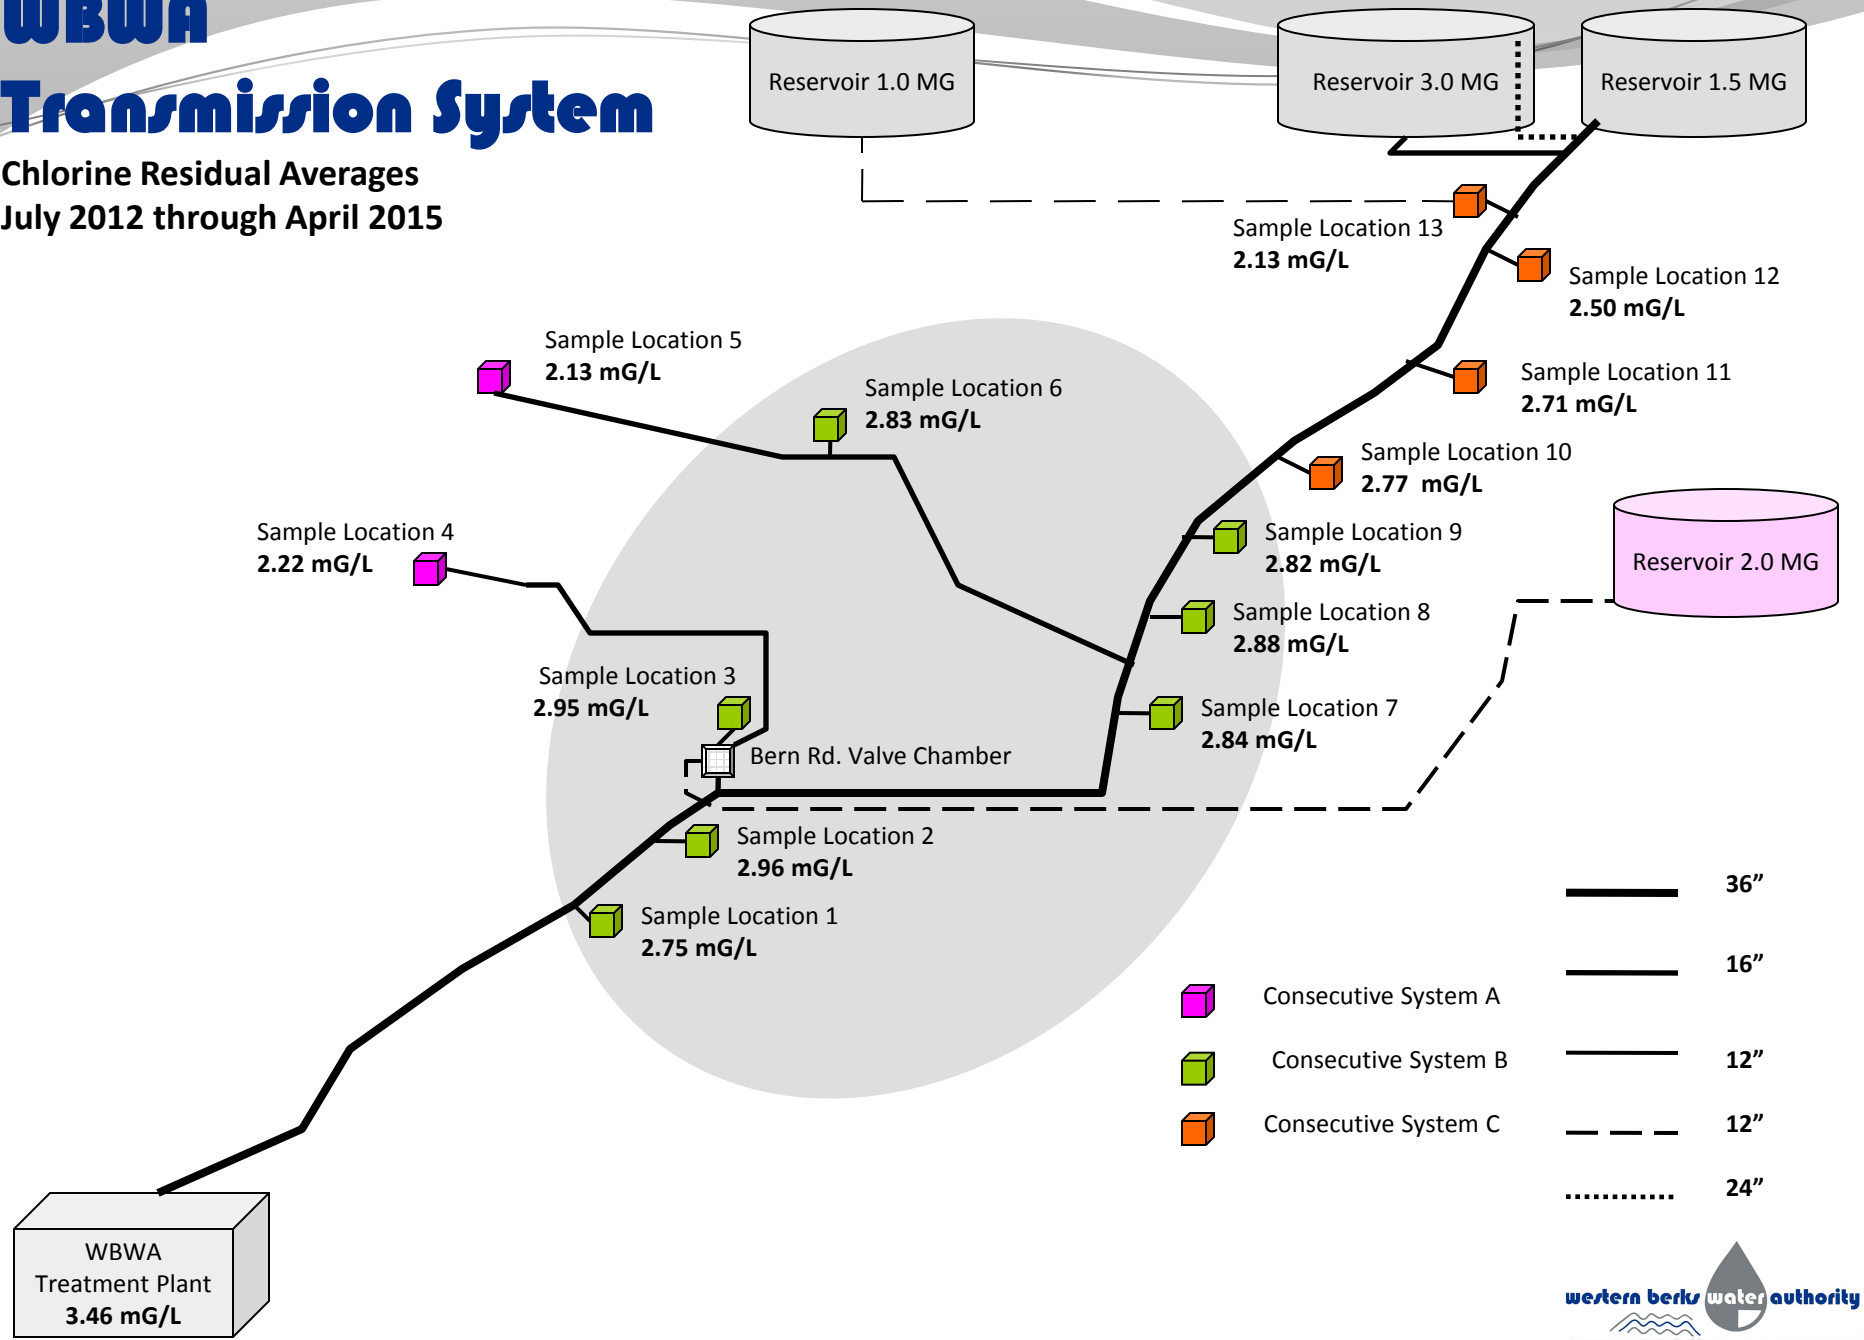 WBWA
Transmission System
Chlorine Residual Averages
July 2012 through April 2015
Reservoir 1.0 MG
Reservoir 3.0 MG
Reservoir 1.5 MG
Sample Location 13
2.13 mG/L
Sample Location 12
2.50 mG/L
Sample Location 5
2.13 mG/L
Sample Location 6
2.83 mG/L
Sample Location 11
2.71 mG/L
Sample Location 10
2.77 mG/L
Sample Location 4
2.22 mG/L
Sample Location 9
2.82 mG/L
Reservoir 2.0 MG
Sample Location 8
2.88 mG/L
Sample Location 3
2.95 mG/L
Sample Location 7
2.84 mG/L
Bern Rd. Valve Chamber
Sample Location 2
2.96 mG/L
Sample Location 1
2.75 mG/L
36”
16”
Consecutive System A
Consecutive System B
12”
Consecutive System C
12”
24”
WBWA
Treatment Plant
3.46 mG/L
western berks water authority